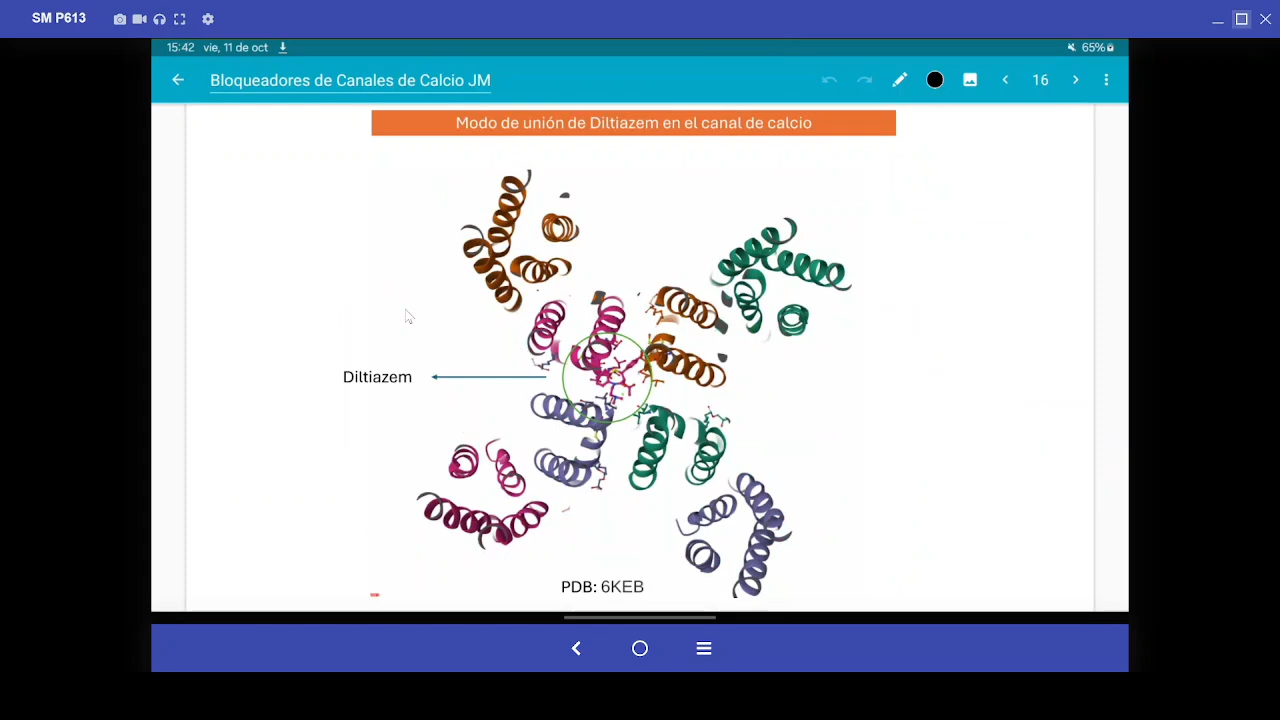 SM P613
15:42 vie, 11 de oct
65%
Bloqueadores de Canales de Calcio JM
16
Modo de unión de Diltiazem en el canal de calcio
Diltiazem
PDB: 6KEB